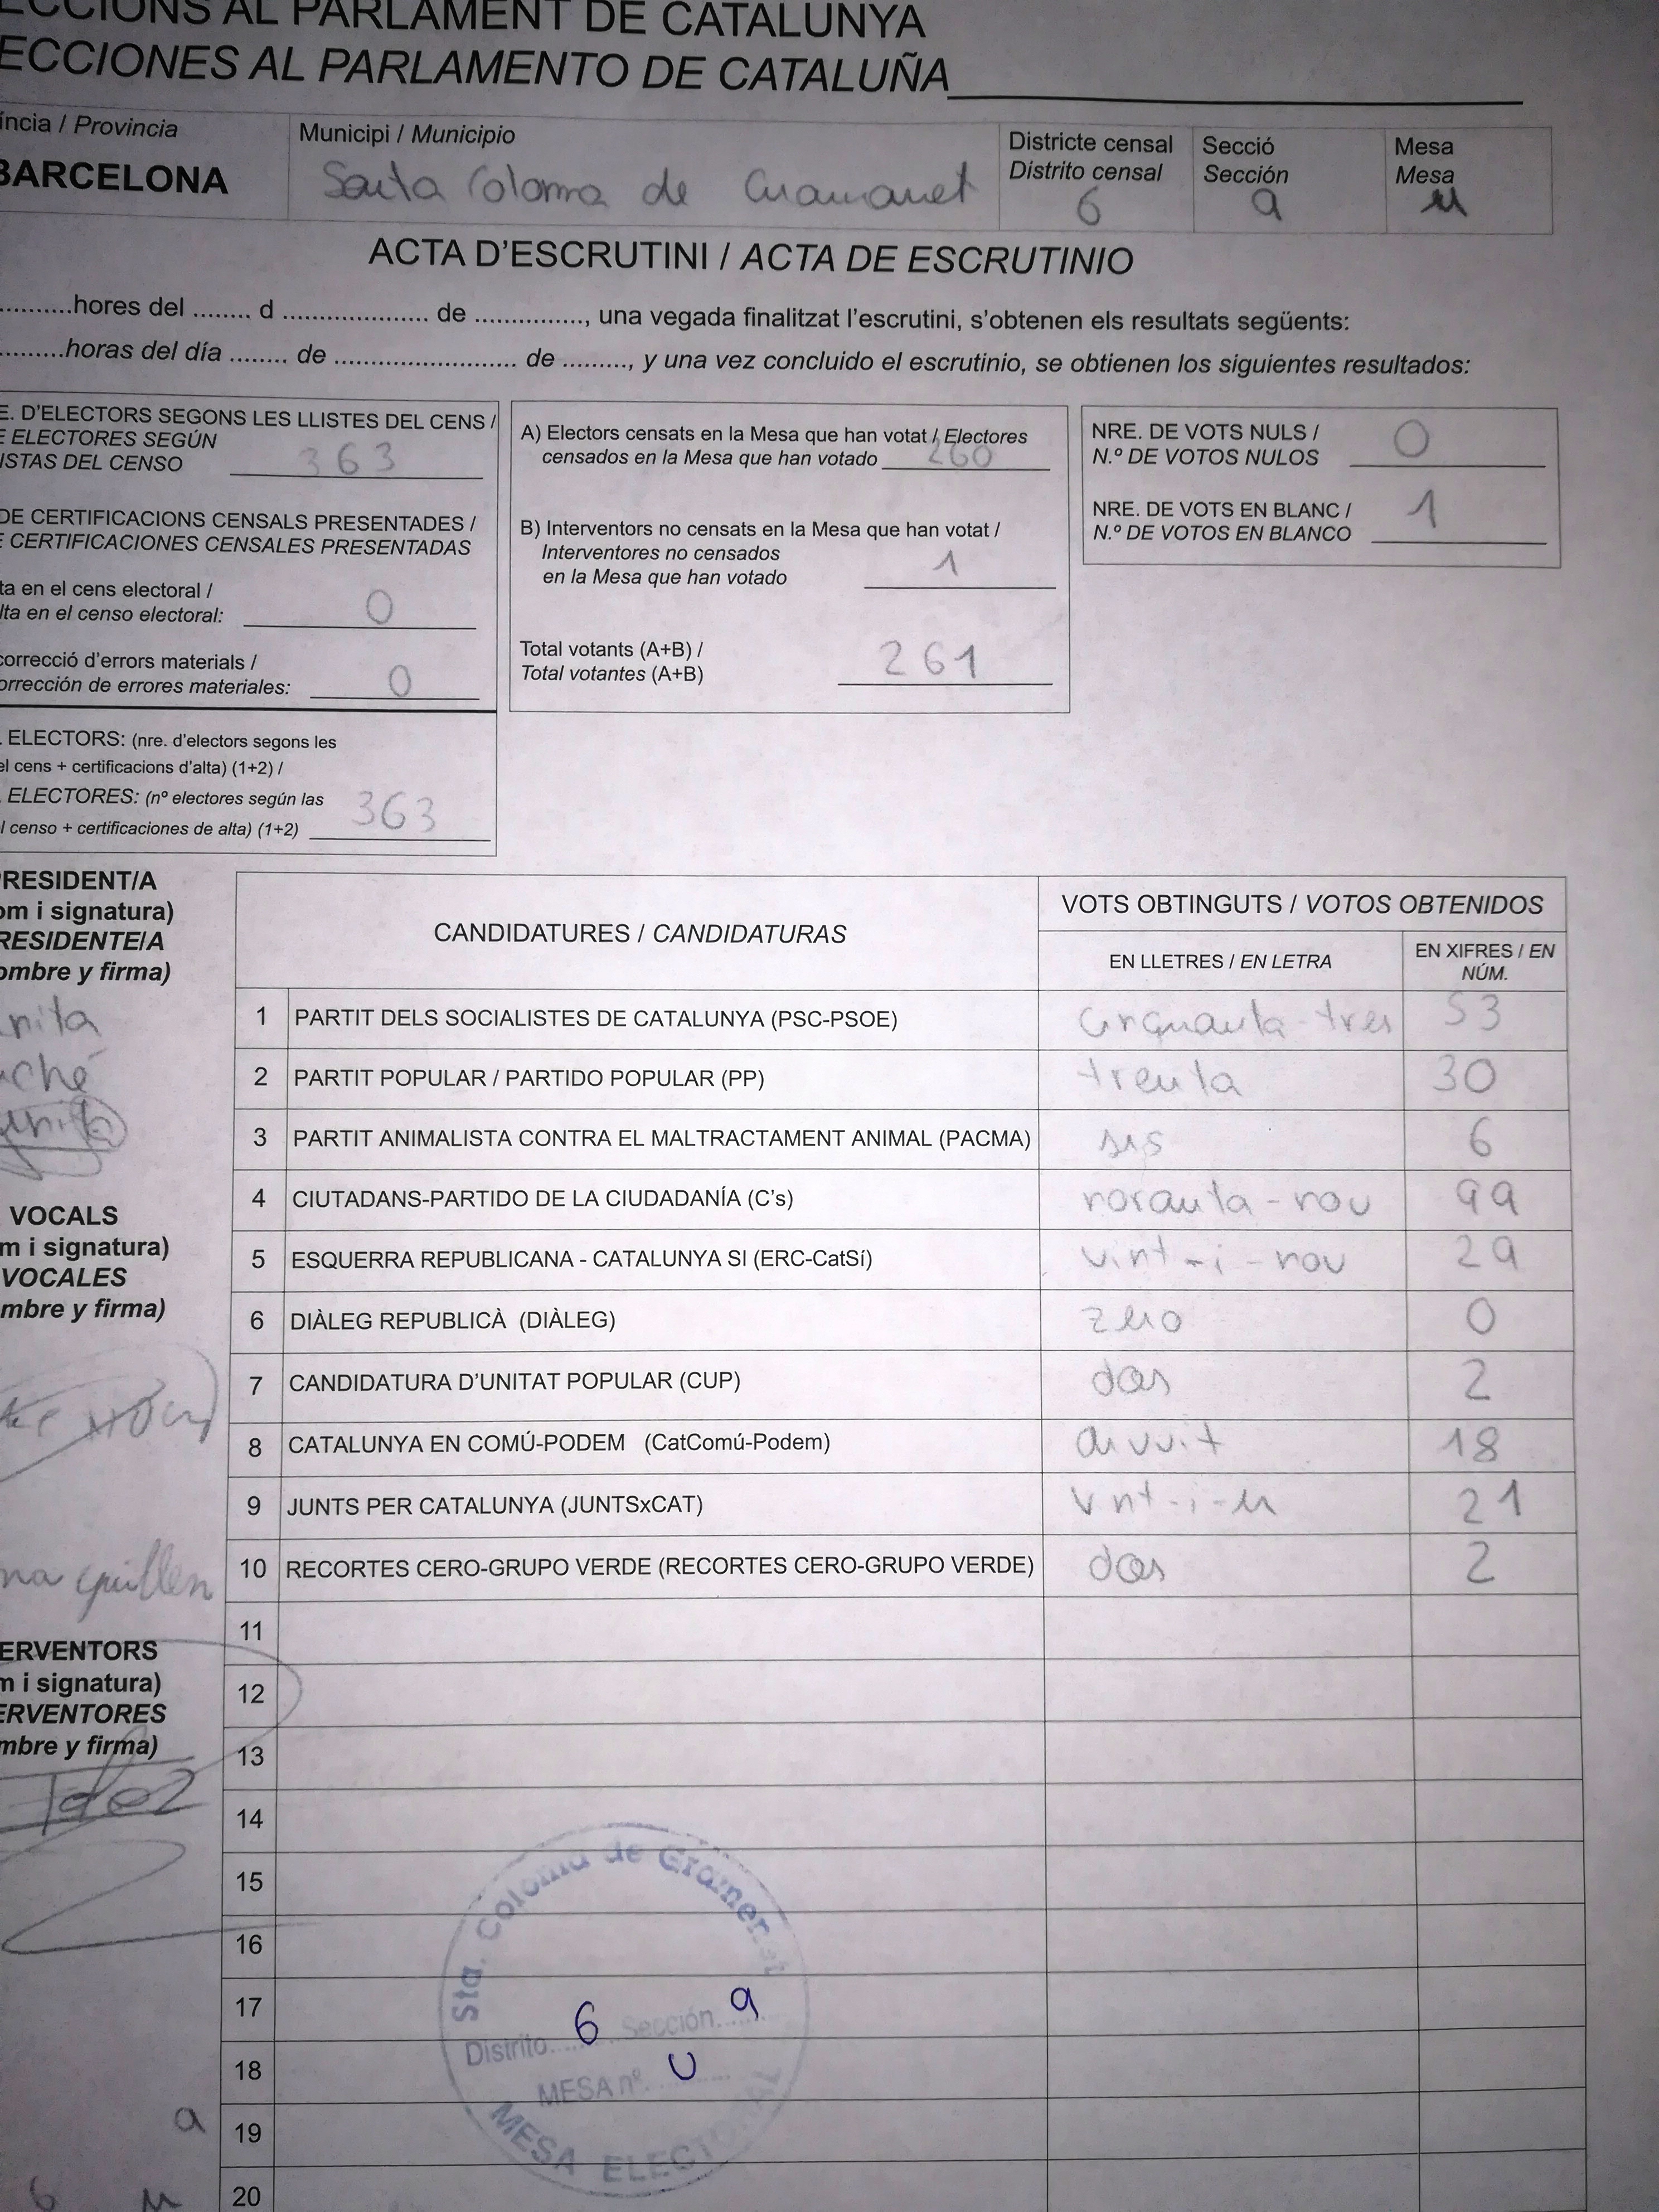 ECCIONS AL PARLAMENT DE CATALUNYA
ECCIONES AL PARLAMENTO DE CATALUÑA
íncia / Província
BARCELONA
Municipi / Municipio
Santa Coloma de Gramanet
Districte censal
Distrito censal
6
Secció
Sección
9
Mesa
Mesa
U
ACTA D'ESCRUTINI / ACTA DE ESCRUTINIO
..........hores del ........ d .................... de ..............., una vegada finalitzat l'escrutini, s'obtenen els resultats següents:
.........horas del día ........ de ......................... de ........., y una vez concluido el escrutinio, se obtienen los siguientes resultados:
E. D'ELECTORS SEGONS LES LLISTES DEL CENS /
E ELECTORES SEGÚN
ISTAS DEL CENSO 363
DE CERTIFICACIONS CENSALS PRESENTADES /
E CERTIFICACIONES CENSALES PRESENTADAS
ta en el cens electoral /
lta en el censo electoral: 0
correcció d'errors materials /
orrección de errores materiales: 0
. ELECTORS: (nre. d'electors segons les
el cens + certificacions d'alta) (1+2) /
. ELECTORES: (nº electores según las
l censo + certificaciones de alta) (1+2) 363
A) Electors censats en la Mesa que han votat / Electores
censados en la Mesa que han votado 260
B) Interventors no censats en la Mesa que han votat /
Interventores no censados
en la Mesa que han votado 1
Total votants (A+B) /
Total votantes (A+B) 261
NRE. DE VOTS NULS /
N.º DE VOTOS NULOS 0
NRE. DE VOTS EN BLANC /
N.º DE VOTOS EN BLANCO 1
PRESIDENT/A
om i signatura)
RESIDENTE/A
ombre y firma)
VOCALS
m i signatura)
VOCALES
mbre y firma)
na guillen
ERVENTORS
m i signatura)
ERVENTORES
mbre y firma)
CANDIDATURES / CANDIDATURAS
VOTS OBTINGUTS / VOTOS OBTENIDOS
EN LLETRES / EN LETRA
EN XIFRES / EN
NÚM.
1 PARTIT DELS SOCIALISTES DE CATALUNYA (PSC-PSOE) cinquanta-tres 53
2 PARTIT POPULAR / PARTIDO POPULAR (PP) trenta 30
3 PARTIT ANIMALISTA CONTRA EL MALTRACTAMENT ANIMAL (PACMA) sis 6
4 CIUTADANS-PARTIDO DE LA CIUDADANÍA (C's) noranta-nou 99
5 ESQUERRA REPUBLICANA - CATALUNYA SI (ERC-CatSí) vint-i-nou 29
6 DIÀLEG REPUBLICÀ (DIÀLEG) zero 0
7 CANDIDATURA D'UNITAT POPULAR (CUP) dos 2
8 CATALUNYA EN COMÚ-PODEM (CatComú-Podem) divuit 18
9 JUNTS PER CATALUNYA (JUNTSxCAT) vint-i-u 21
10 RECORTES CERO-GRUPO VERDE (RECORTES CERO-GRUPO VERDE) dos 2
11
12
13
14
15
16
17
18
19
20
Sta. Coloma de Gramenet
Distrito 6 Sección 9
MESA nº U
MESA ELECTORAL
9
6 U